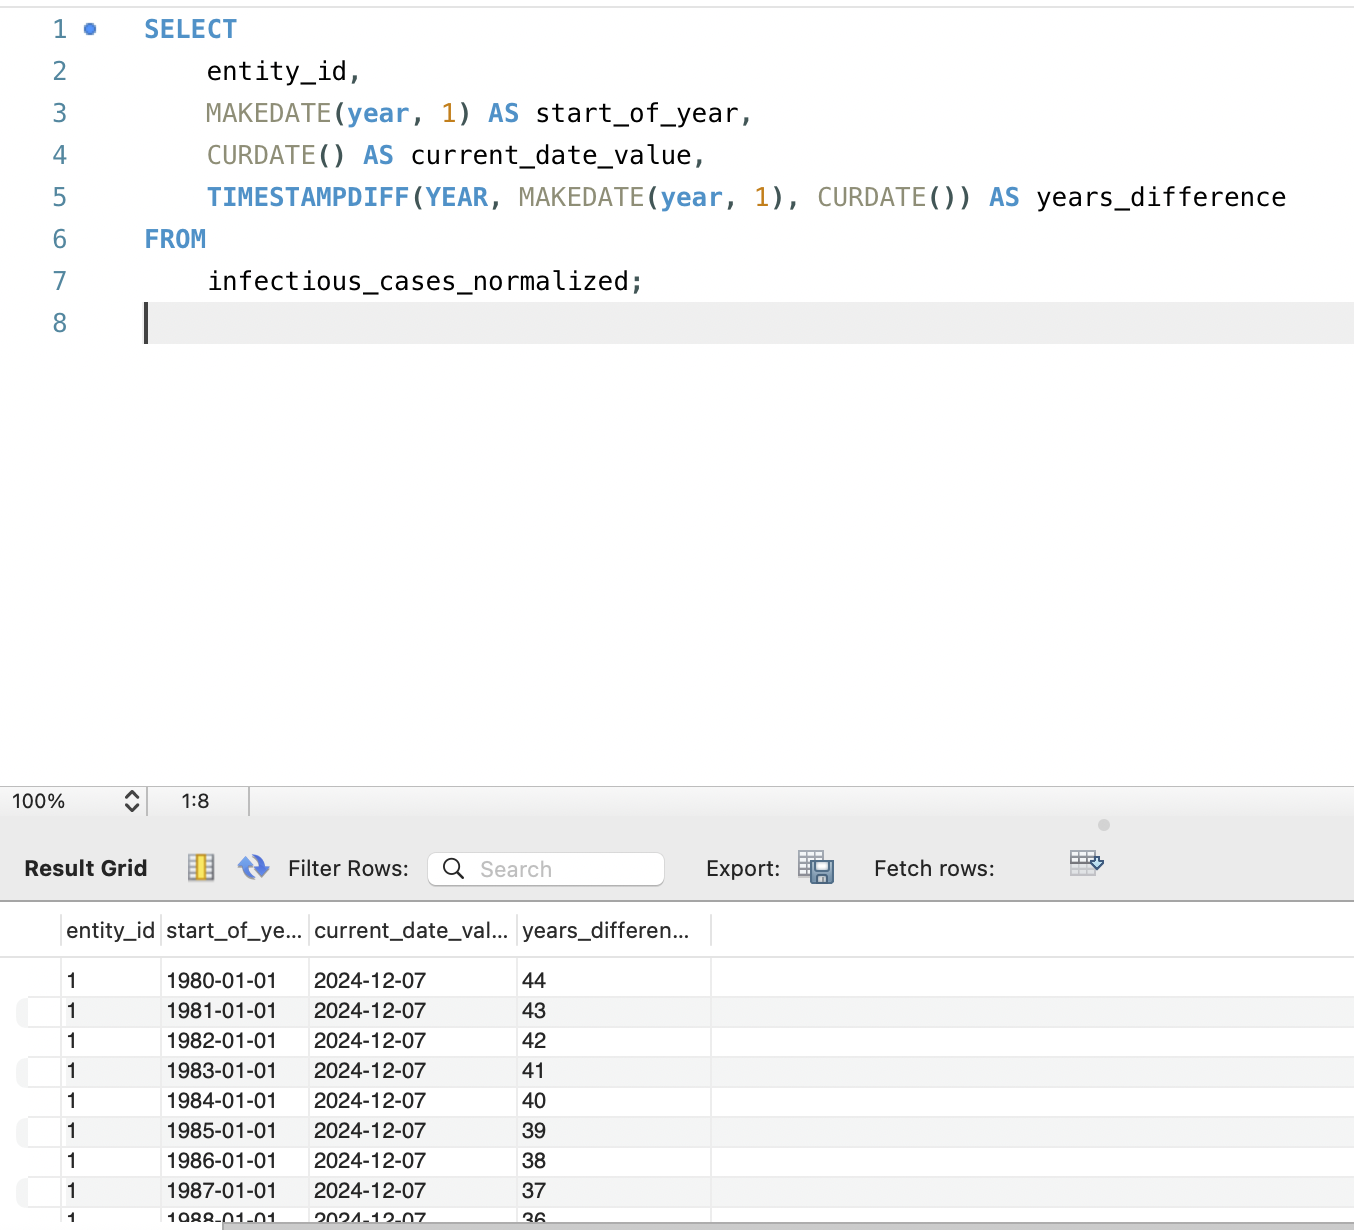 1 SELECT
2 entity_id,
3 MAKEDATE(year, 1) AS start_of_year,
4 CURDATE() AS current_date_value,
5 TIMESTAMPDIFF(YEAR, MAKEDATE(year, 1), CURDATE()) AS years_difference
6 FROM
7 infectious_cases_normalized;
8
100% 1:8
Result Grid Filter Rows: Search Export: Fetch rows:
entity_id start_of_ye... current_date_val... years_differen...
1 1980-01-01 2024-12-07 44
1 1981-01-01 2024-12-07 43
1 1982-01-01 2024-12-07 42
1 1983-01-01 2024-12-07 41
1 1984-01-01 2024-12-07 40
1 1985-01-01 2024-12-07 39
1 1986-01-01 2024-12-07 38
1 1987-01-01 2024-12-07 37
1 1988-01-01 2024-12-07 36